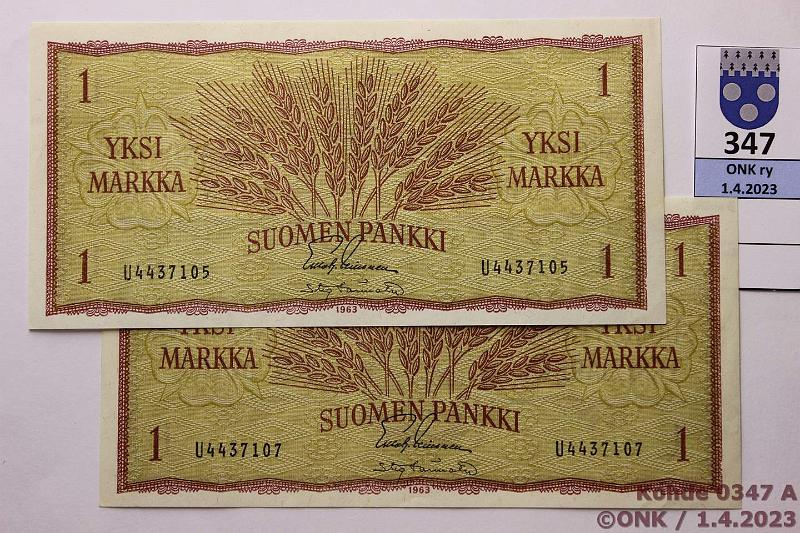 1 1
YKSI YKSI
MARKKA MARKKA
SUOMEN PANKKI
1 1
U4437105 U4437105
1963
347
ONK ry
1.4.2023
1
YKSI YKSI
MARKKA MARKKA
SUOMEN PANKKI
1 1
U4437107 U4437107
1963
Kohde 0347 A
©ONK / 1.4.2023